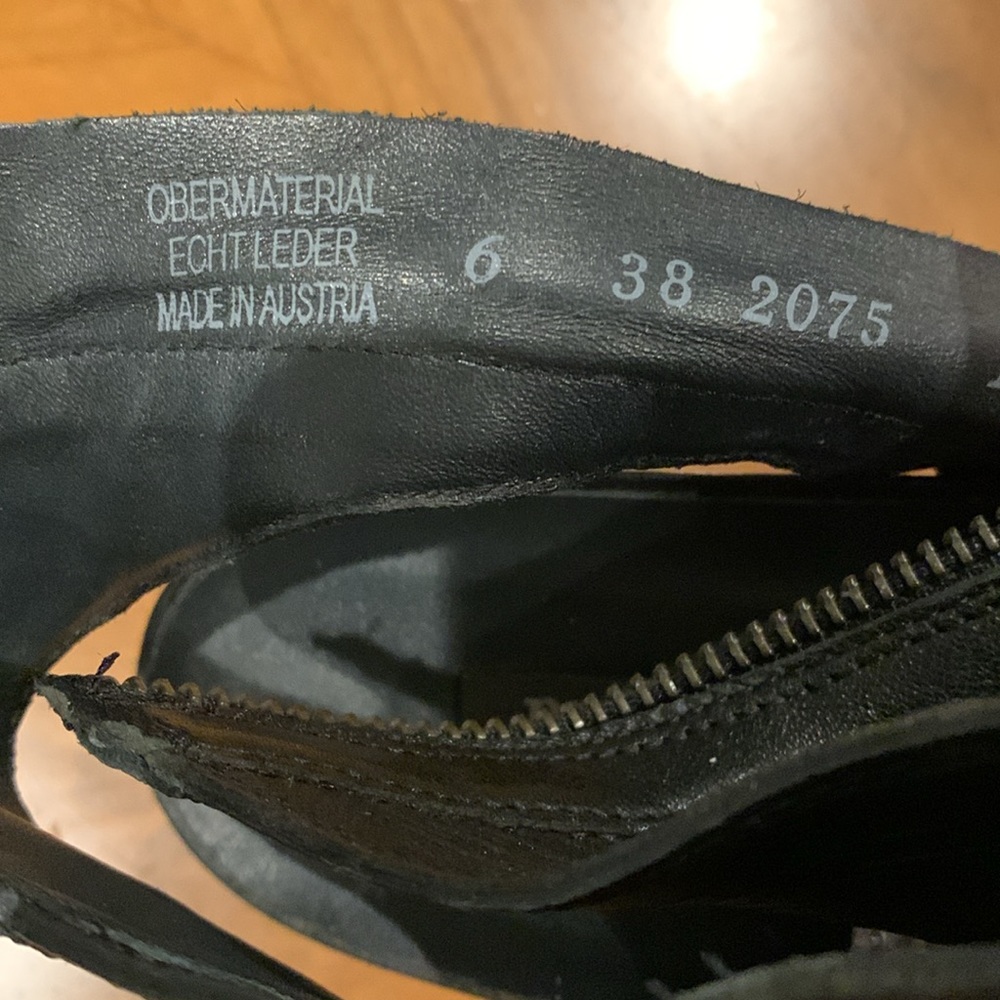 OBERMATERIAL
ECHT LEDER
MADE IN AUSTRIA
6 38 2075